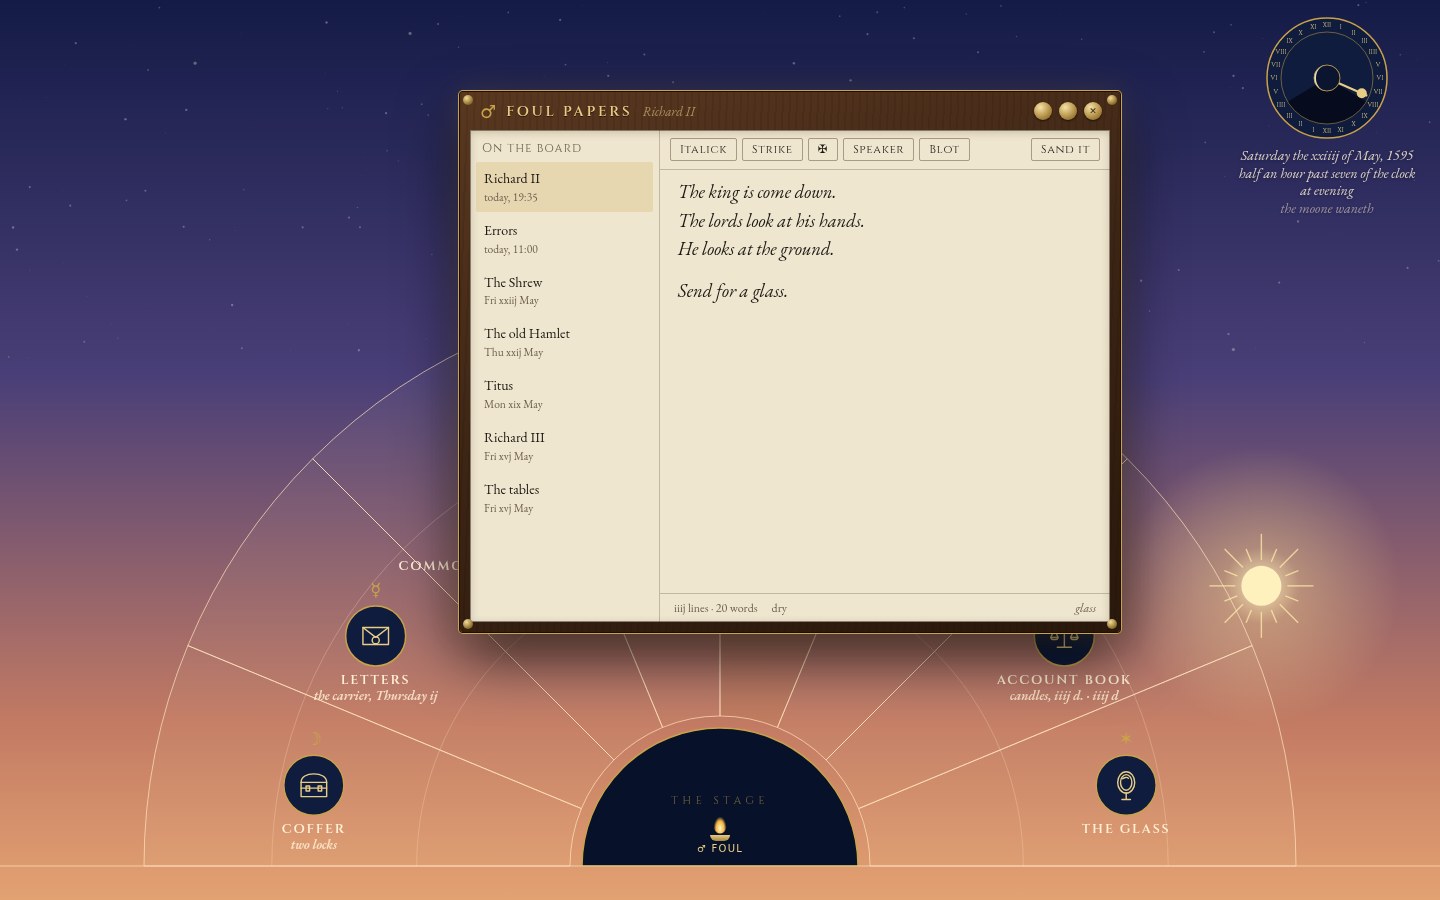 FOUL PAPERS Richard II
ON THE BOARD
Richard II
today, 19:35
Errors
today, 11:00
The Shrew
Fri xxiij May
The old Hamlet
Thu xxij May
Titus
Mon xix May
Richard III
Fri xvj May
The tables
Fri xvj May
ITALICK STRIKE ✠ SPEAKER BLOT SAND IT
The king is come down.
The lords look at his hands.
He looks at the ground.
Send for a glass.
iiij lines · 20 words dry glass
Saturday the xxiiij of May, 1595
half an hour past seven of the clock
at evening
the moone waneth
COMMO
LETTERS
the carrier, Thursday ij
ACCOUNT BOOK
candles, iiij d. · iiij d
COFFER
two locks
THE STAGE
♂ FOUL
THE GLASS